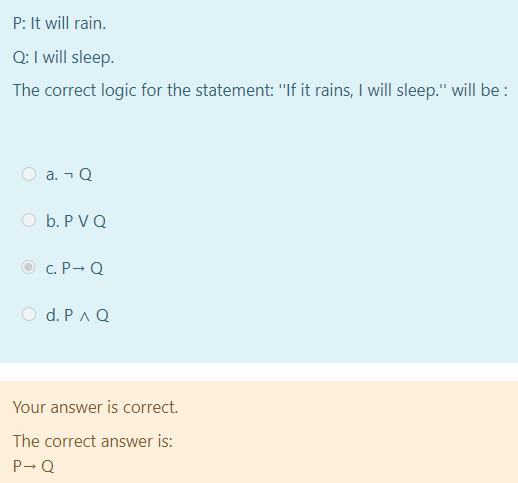 P: It will rain.
Q: I will sleep.
The correct logic for the statement: ''If it rains, I will sleep.'' will be :
a. ¬ Q
b. P V Q
c. P→ Q
d. P ∧ Q
Your answer is correct.
The correct answer is:
P→ Q